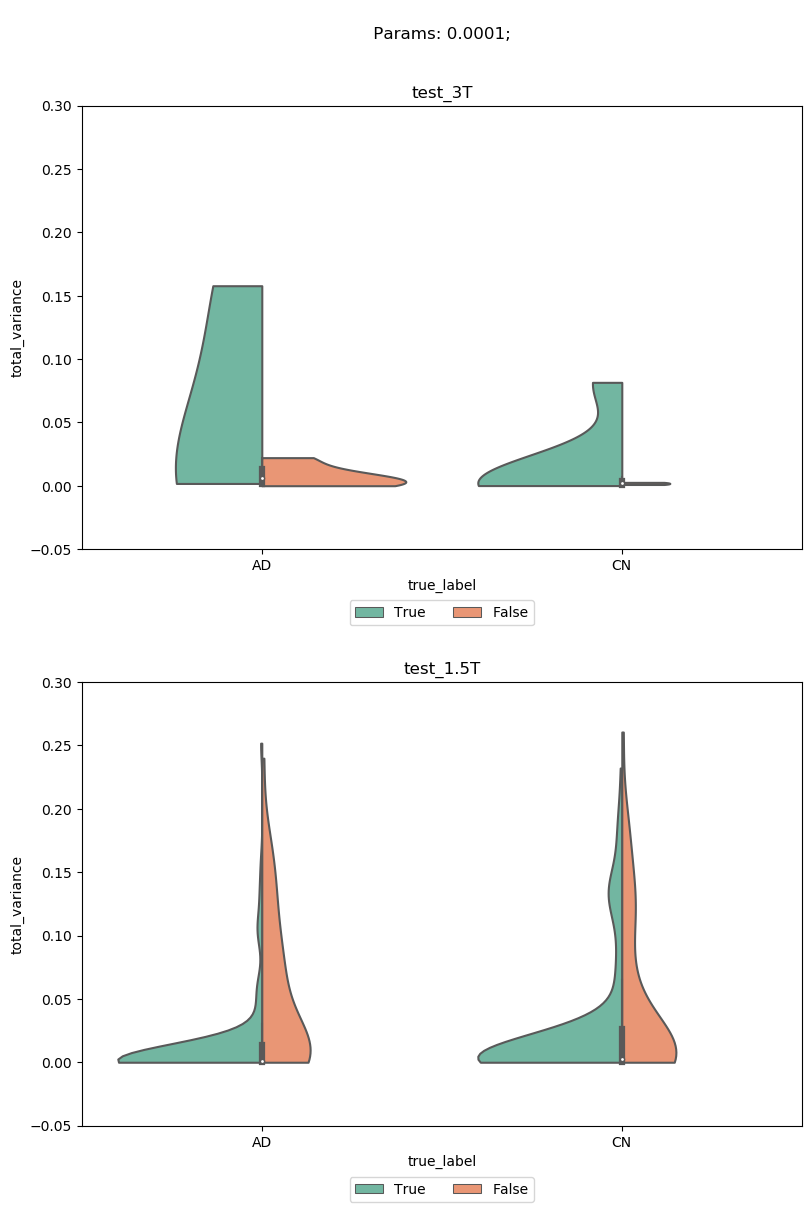 Params: 0.0001;
test_3T
0.30
0.25
0.20
0.15
0.10
0.05
0.00
−0.05
total_variance
AD CN
true_label
True False
test_1.5T
0.30
0.25
0.20
0.15
0.10
0.05
0.00
−0.05
total_variance
AD CN
true_label
True False